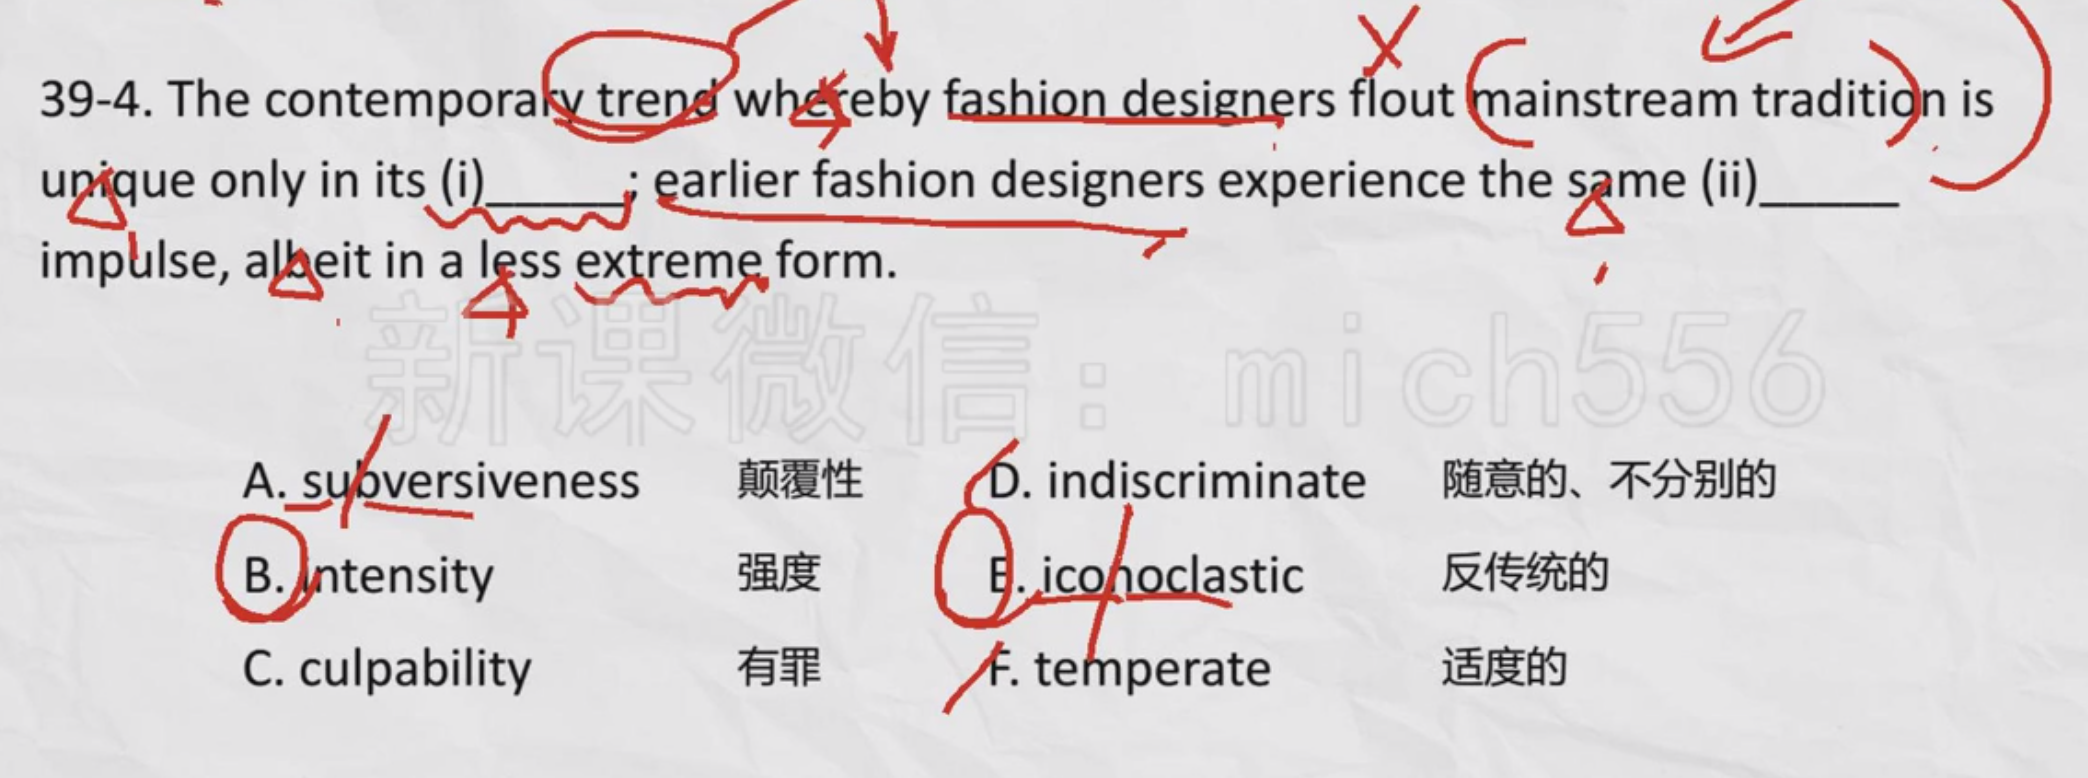 39-4. The contemporary trend whereby fashion designers flout mainstream tradition is
unique only in its (i)_____; earlier fashion designers experience the same (ii)_____
impulse, albeit in a less extreme form.
新课微信: mich556
A. subversiveness 颠覆性 D. indiscriminate 随意的、不分别的
B. intensity 强度 E. iconoclastic 反传统的
C. culpability 有罪 F. temperate 适度的